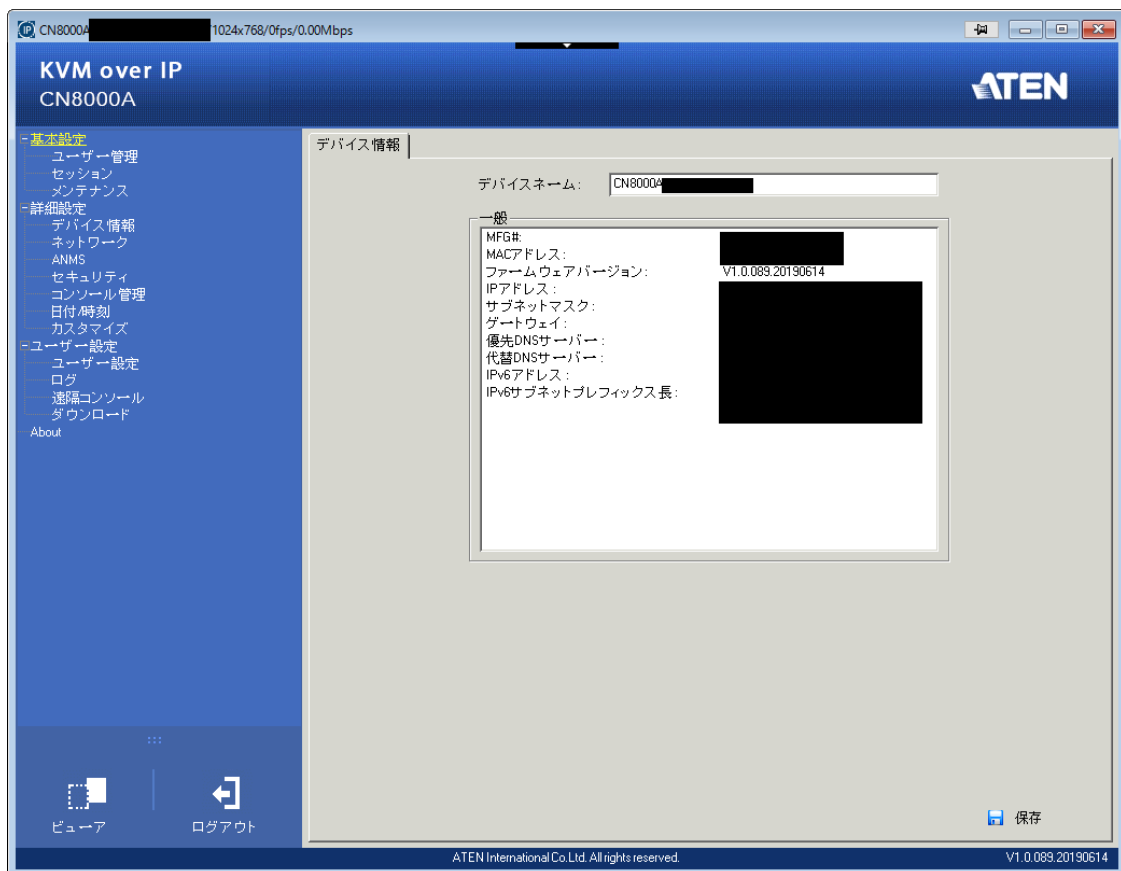 CN8000A
1024x768/0fps/0.00Mbps
KVM over IP
CN8000A
ATEN
基本設定
ユーザー管理
セッション
メンテナンス
詳細設定
デバイス情報
ネットワーク
ANMS
セキュリティ
コンソール管理
日付/時刻
カスタマイズ
ユーザー設定
ユーザー設定
ログ
遠隔コンソール
ダウンロード
About
ビューア
ログアウト
デバイス情報
デバイスネーム: CN8000A
一般
MFG#:
MACアドレス:
ファームウェアバージョン: V1.0.089.20190614
IPアドレス:
サブネットマスク:
ゲートウェイ:
優先DNSサーバー:
代替DNSサーバー:
IPv6アドレス:
IPv6サブネットプレフィックス長:
保存
ATEN International Co.Ltd. All rights reserved.
V1.0.089.20190614